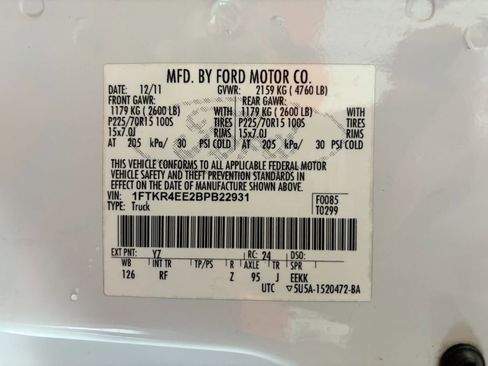 MFD. BY FORD MOTOR CO.
DATE: 12/11 GVWR: 2159 KG ( 4760 LB)
FRONT GAWR: REAR GAWR:
1179 KG ( 2600 LB) WITH 1179 KG ( 2600 LB) WITH
P225/70R15 100S TIRES P225/70R15 100S TIRES
15x7.0J RIMS 15x7.0J RIMS
AT 205 kPa/ 30 PSI COLD AT 205 kPa/ 30 PSI COLD
THIS VEHICLE CONFORMS TO ALL APPLICABLE FEDERAL MOTOR
VEHICLE SAFETY AND THEFT PREVENTION STANDARDS IN
EFFECT ON THE DATE OF MANUFACTURE SHOWN ABOVE.
VIN: 1FTKR4EE2BPB22931 F0085
TYPE: Truck T0299
EXT PNT: YZ RC: 24 DSO:
WB INT TR TP/PS R AXLE TR SPR
126 RF Z 95 J EEKK
UTC ▽5U5A-1520472-BA